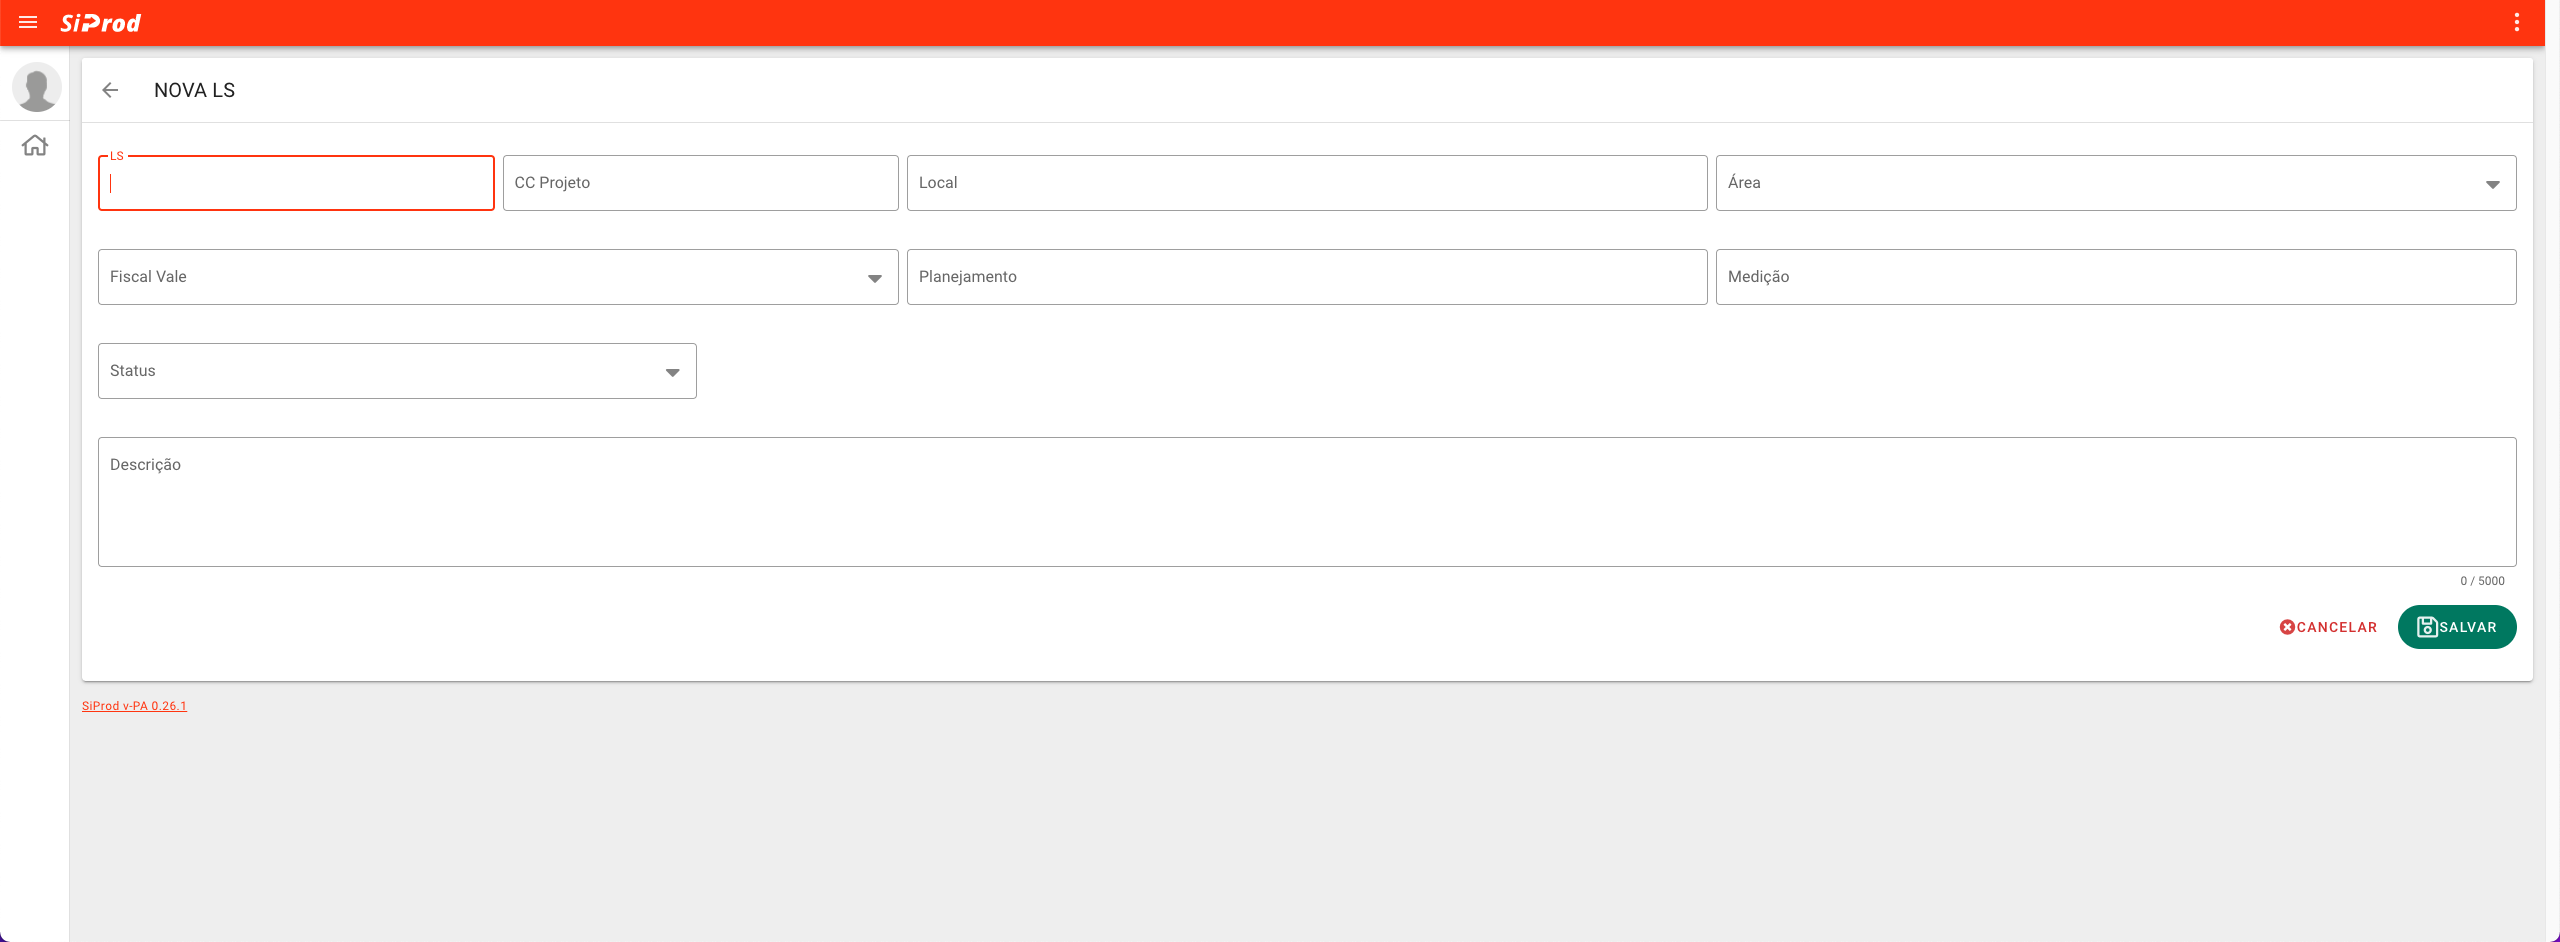 SiProd
NOVA LS
LS
CC Projeto
Local
Área
Fiscal Vale
Planejamento
Medição
Status
Descrição
0 / 5000
CANCELAR
SALVAR
SiProd v-PA 0.26.1